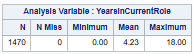 Analysis Variable : YearsInCurrentRole
N N Miss Minimum Mean Maximum
1470 0 0.00 4.23 18.00